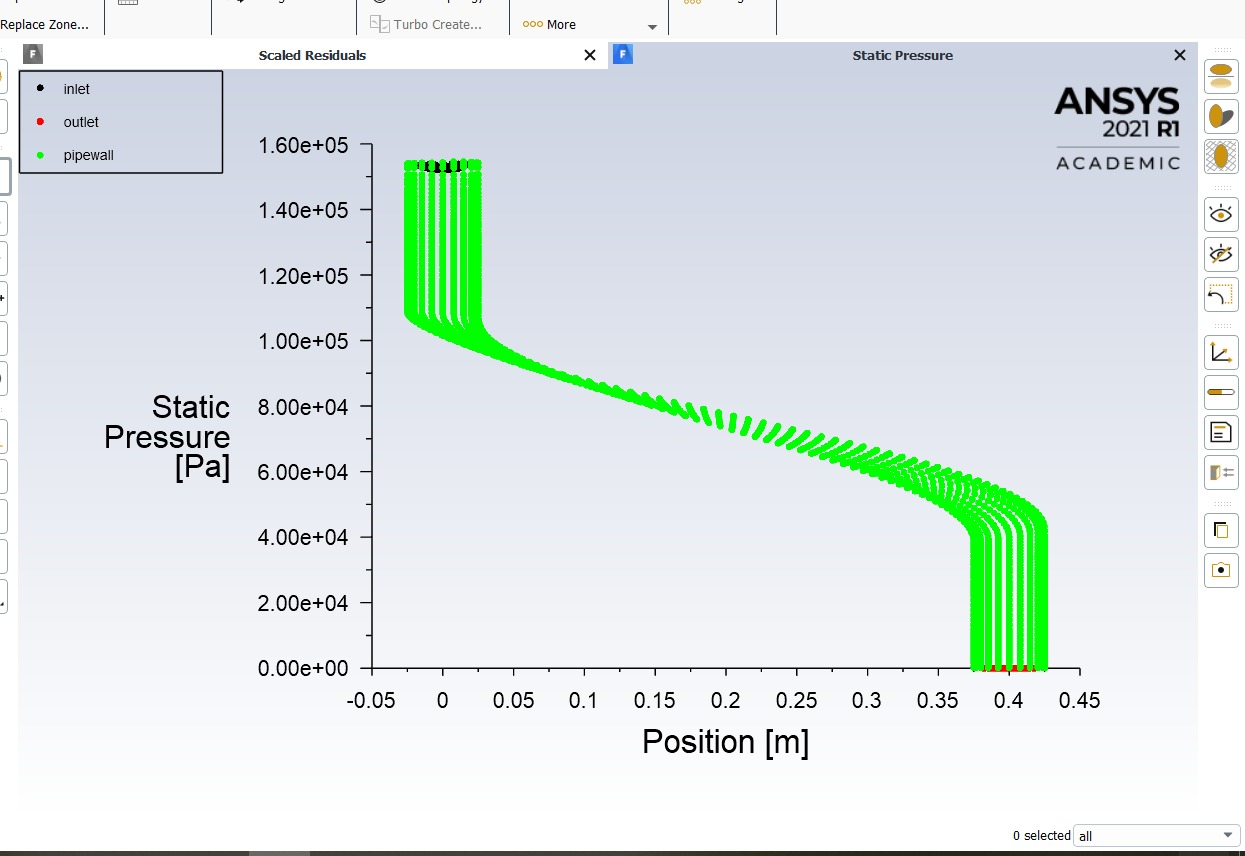 Replace Zone...
Turbo Create...
More
Scaled Residuals
Static Pressure
inlet
outlet
pipewall
ANSYS
2021 R1
ACADEMIC
1.60e+05
1.40e+05
1.20e+05
1.00e+05
8.00e+04
6.00e+04
4.00e+04
2.00e+04
0.00e+00
Static
Pressure
[Pa]
-0.05 0 0.05 0.1 0.15 0.2 0.25 0.3 0.35 0.4 0.45
Position [m]
0 selected all